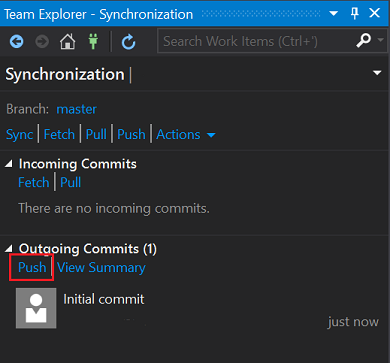 Team Explorer - Synchronization
Search Work Items (Ctrl+')
Synchronization |
Branch: master
Sync | Fetch | Pull | Push | Actions
Incoming Commits
Fetch | Pull
There are no incoming commits.
Outgoing Commits (1)
Push | View Summary
Initial commit
just now